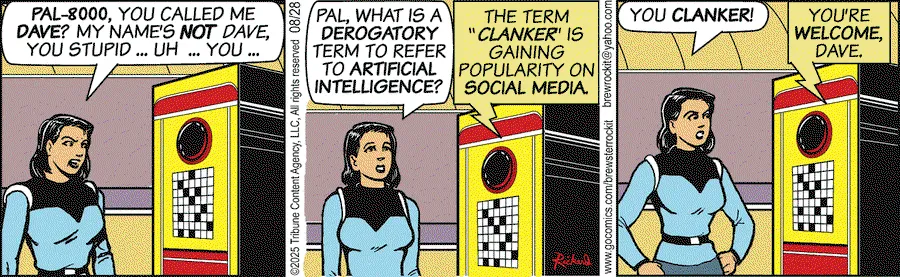 PAL-8000, YOU CALLED ME
DAVE? MY NAME'S NOT DAVE,
YOU STUPID ... UH ... YOU ...
©2025 Tribune Content Agency, LLC, All rights reserved 08/28
PAL, WHAT IS A
DEROGATORY
TERM TO REFER
TO ARTIFICIAL
INTELLIGENCE?
THE TERM
"CLANKER" IS
GAINING
POPULARITY ON
SOCIAL MEDIA.
Richard
www.gocomics.com/brewsterrockit brewrockit@yahoo.com
YOU CLANKER!
YOU'RE
WELCOME,
DAVE.